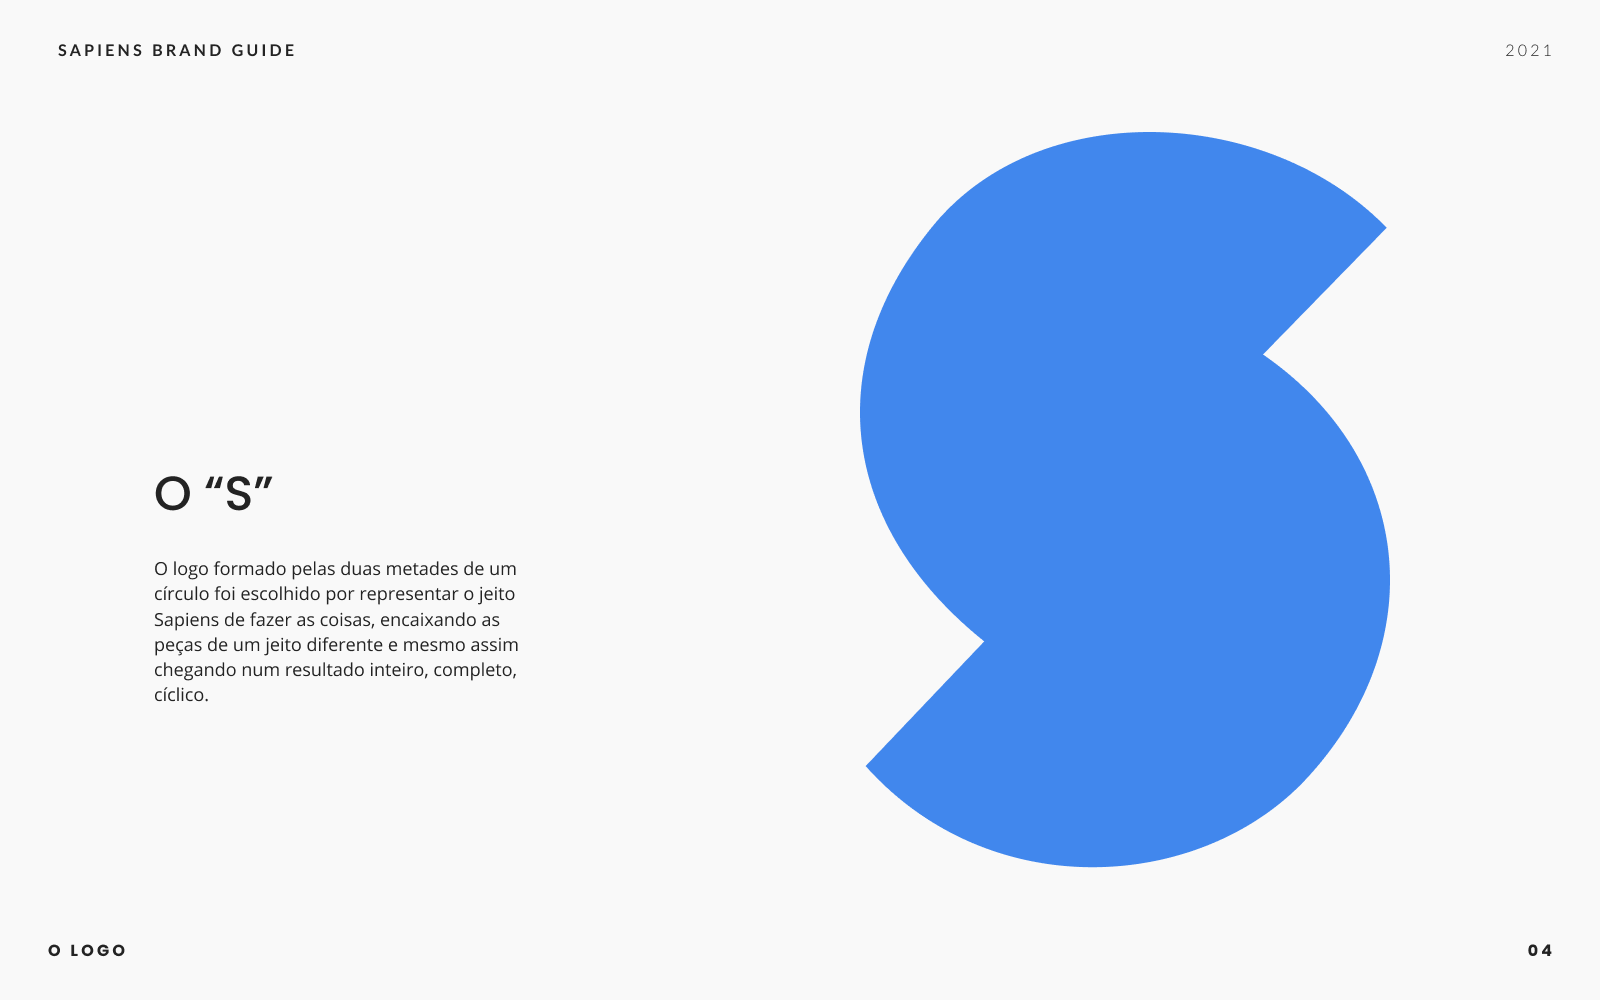 SAPIENS BRAND GUIDE
2021
O “S”
O logo formado pelas duas metades de um
círculo foi escolhido por representar o jeito
Sapiens de fazer as coisas, encaixando as
peças de um jeito diferente e mesmo assim
chegando num resultado inteiro, completo,
cíclico.
O LOGO
04